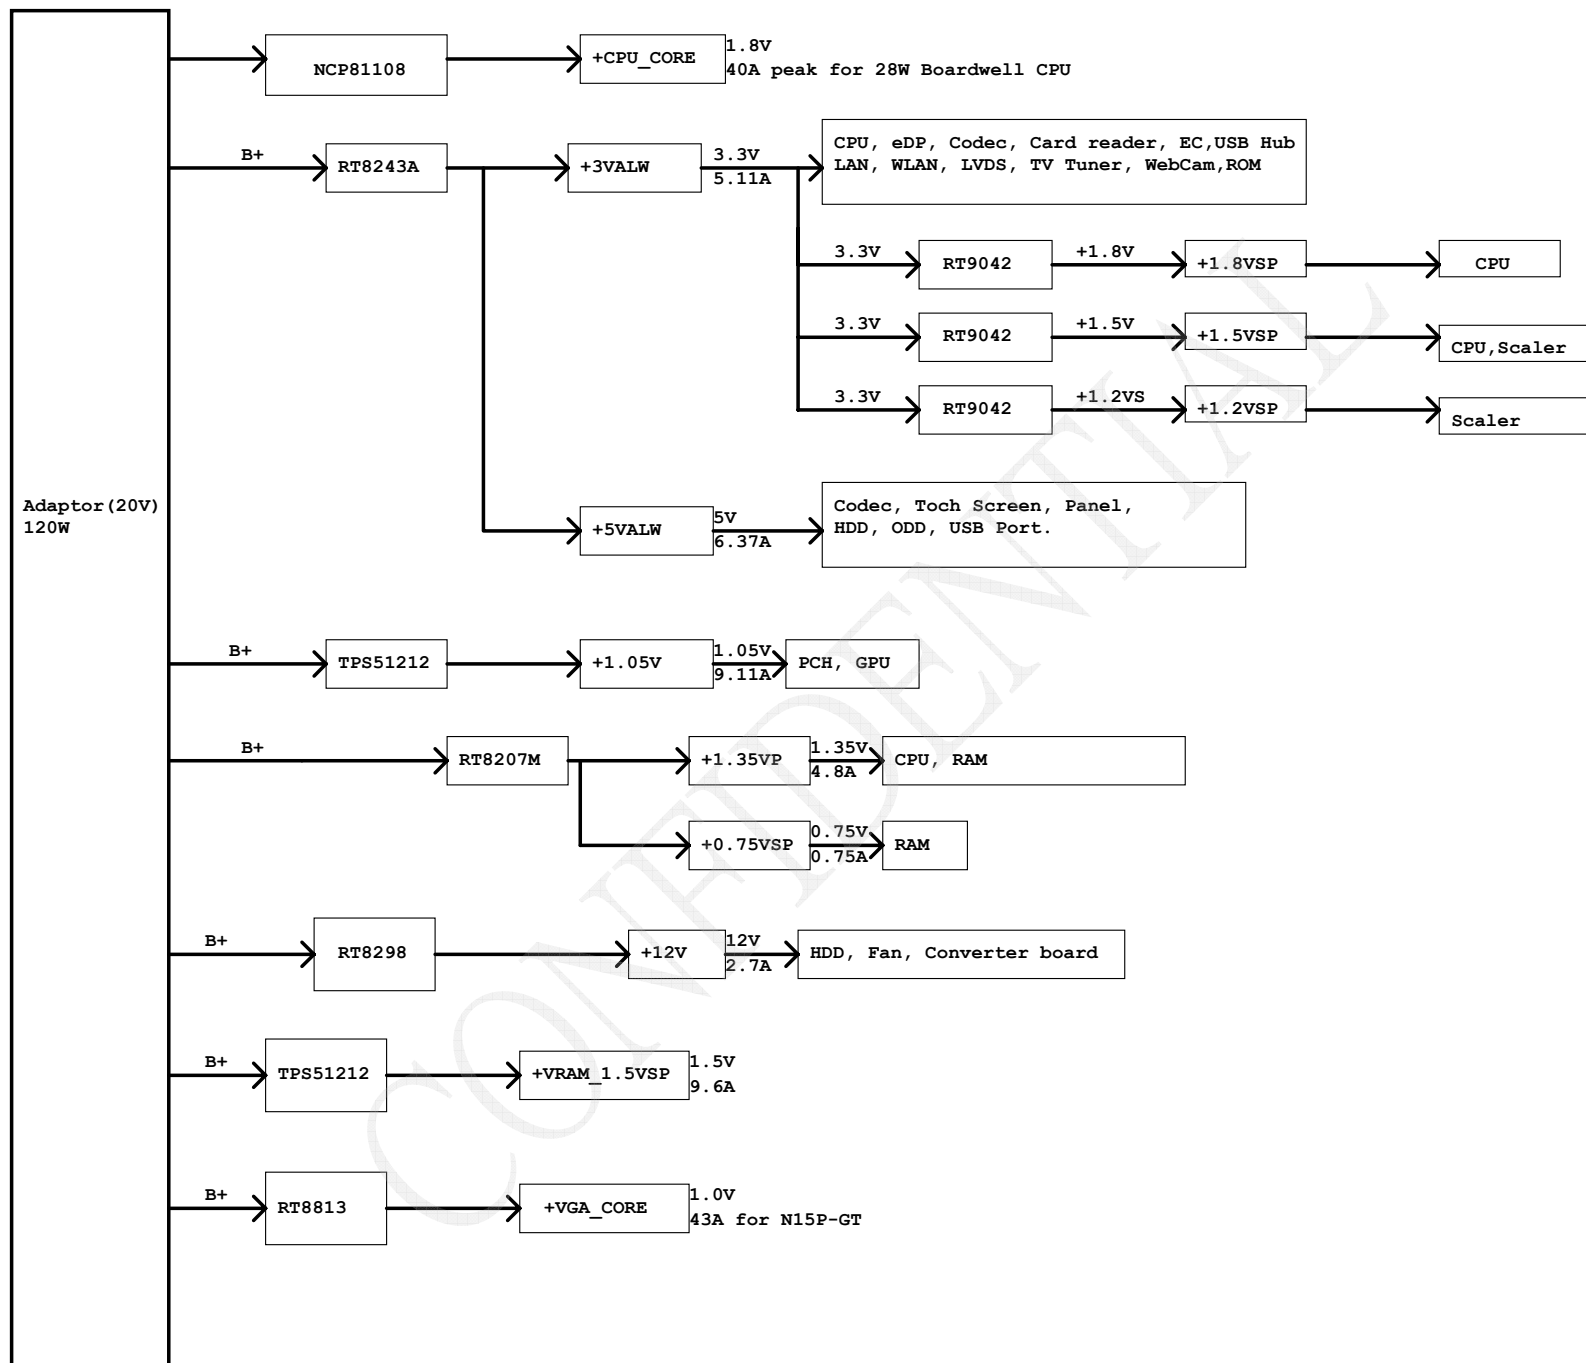 Adaptor(20V)
120W
NCP81108
+CPU_CORE
1.8V
40A peak for 28W Boardwell CPU
B+
RT8243A
+3VALW
3.3V
5.11A
CPU, eDP, Codec, Card reader, EC,USB Hub
LAN, WLAN, LVDS, TV Tuner, WebCam,ROM
3.3V
RT9042
+1.8V
+1.8VSP
CPU
3.3V
RT9042
+1.5V
+1.5VSP
CPU,Scaler
3.3V
RT9042
+1.2VS
+1.2VSP
Scaler
+5VALW
5V
6.37A
Codec, Toch Screen, Panel,
HDD, ODD, USB Port.
B+
TPS51212
+1.05V
1.05V
9.11A
PCH, GPU
B+
RT8207M
+1.35VP
1.35V
4.8A
CPU, RAM
+0.75VSP
0.75V
0.75A
RAM
B+
RT8298
+12V
12V
2.7A
HDD, Fan, Converter board
B+
TPS51212
+VRAM_1.5VSP
1.5V
9.6A
B+
RT8813
+VGA_CORE
1.0V
43A for N15P-GT
CONFIDENTIAL